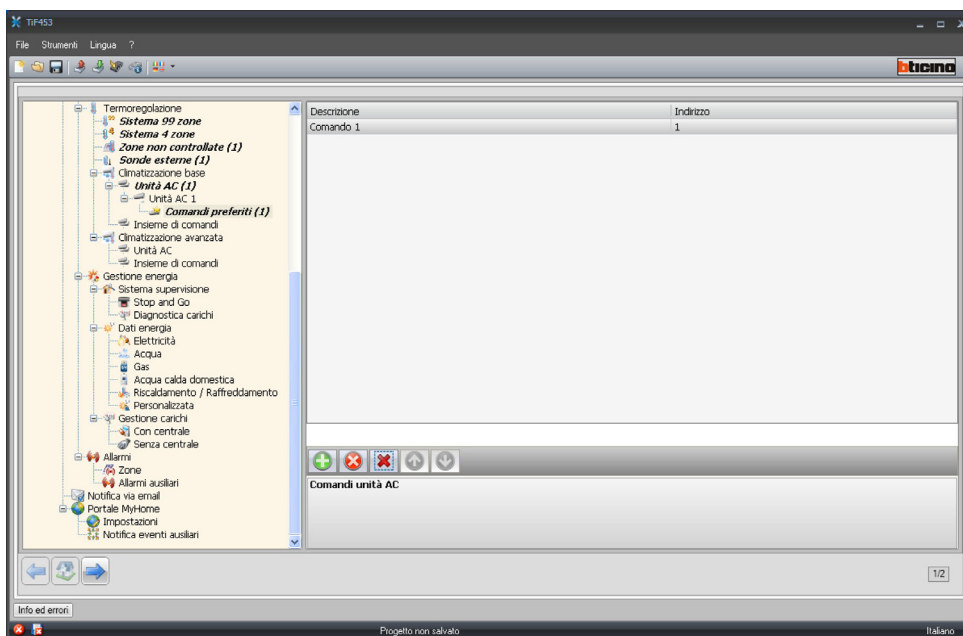 TiF453
File Strumenti Lingua ?
bticino
Termoregolazione
Sistema 99 zone
Sistema 4 zone
Zone non controllate (1)
Sonde esterne (1)
Climatizzazione base
Unità AC (1)
Unità AC 1
Comandi preferiti (1)
Insieme di comandi
Climatizzazione avanzata
Unità AC
Insieme di comandi
Gestione energia
Sistema supervisione
Stop and Go
Diagnostica carichi
Dati energia
Elettricità
Acqua
Gas
Acqua calda domestica
Riscaldamento / Raffreddamento
Personalizzata
Gestione carichi
Con centrale
Senza centrale
Allarmi
Zone
Allarmi ausiliari
Notifica via email
Portale MyHome
Impostazioni
Notifica eventi ausiliari
Descrizione Indirizzo
Comando 1 1
Comandi unità AC
1/2
Info ed errori
Progetto non salvato Italiano